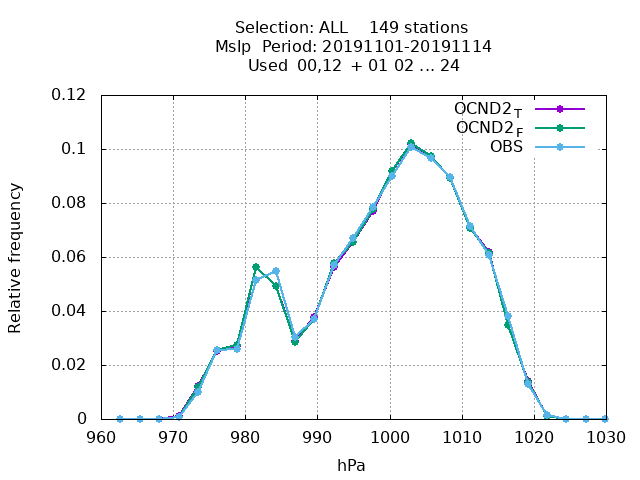 Selection: ALL    149 stations
Mslp  Period: 20191101-20191114
Used  00,12  + 01 02 ... 24
OCND2_T
OCND2_F
OBS
Relative frequency
0.12
0.1
0.08
0.06
0.04
0.02
0
960 970 980 990 1000 1010 1020 1030
hPa